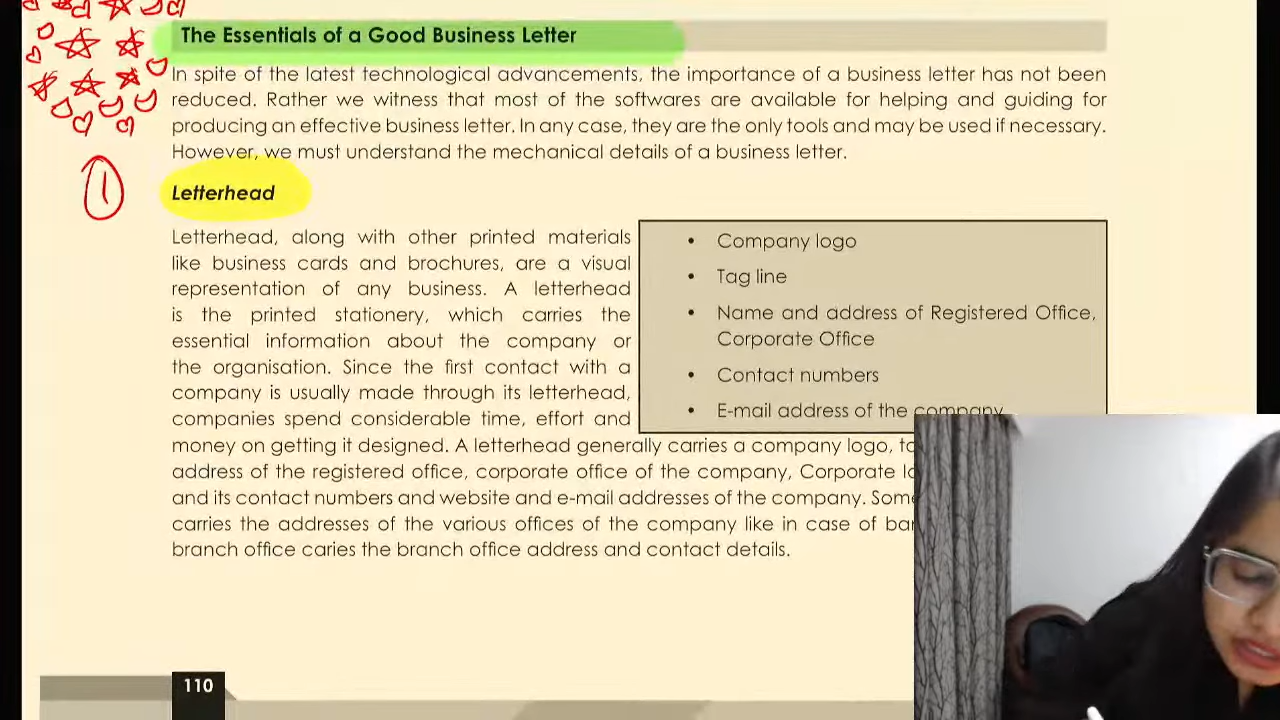 The Essentials of a Good Business Letter
In spite of the latest technological advancements, the importance of a business letter has not been
reduced. Rather we witness that most of the softwares are available for helping and guiding for
producing an effective business letter. In any case, they are the only tools and may be used if necessary.
However, we must understand the mechanical details of a business letter.
1
Letterhead
Letterhead, along with other printed materials
like business cards and brochures, are a visual
representation of any business. A letterhead
is the printed stationery, which carries the
essential information about the company or
the organisation. Since the first contact with a
company is usually made through its letterhead,
companies spend considerable time, effort and
• Company logo
• Tag line
• Name and address of Registered Office,
Corporate Office
• Contact numbers
• E-mail address of the company
money on getting it designed. A letterhead generally carries a company logo,
address of the registered office, corporate office of the company, Corporate
and its contact numbers and website and e-mail addresses of the company.
carries the addresses of the various offices of the company like in case of
branch office caries the branch office address and contact details.
110